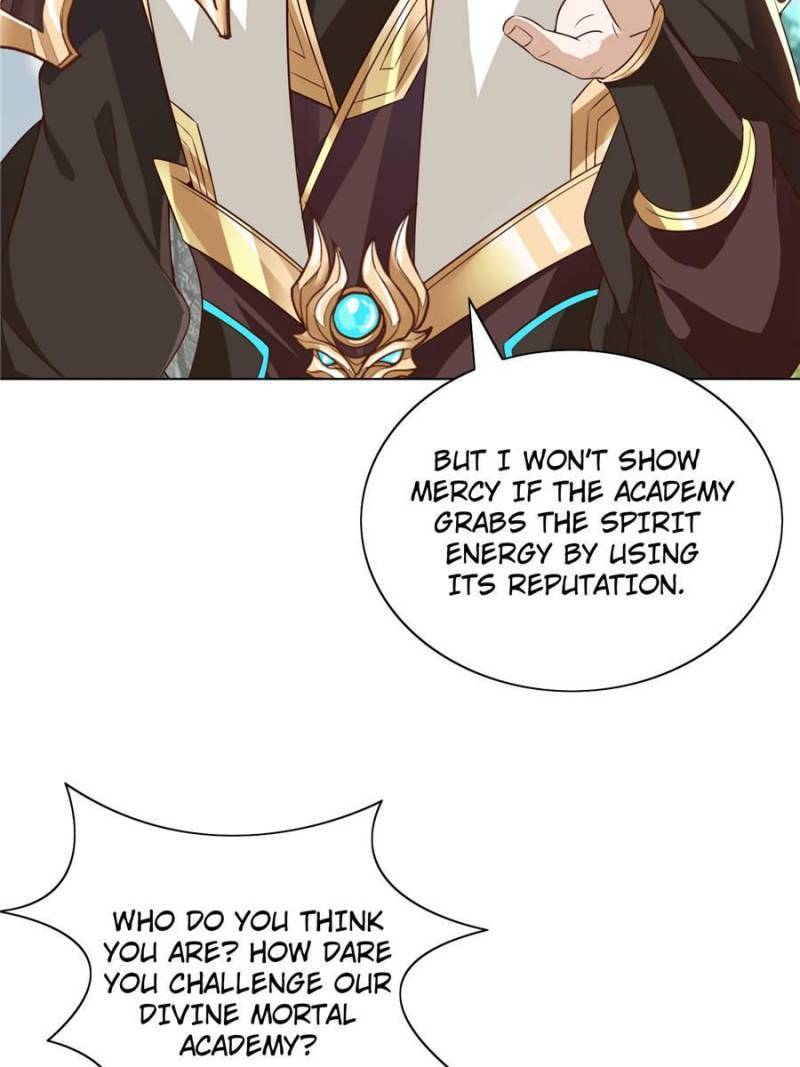 BUT I WON'T SHOW
MERCY IF THE ACADEMY
GRABS THE SPIRIT
ENERGY BY USING
ITS REPUTATION.
WHO DO YOU THINK
YOU ARE? HOW DARE
YOU CHALLENGE OUR
DIVINE MORTAL
ACADEMY?